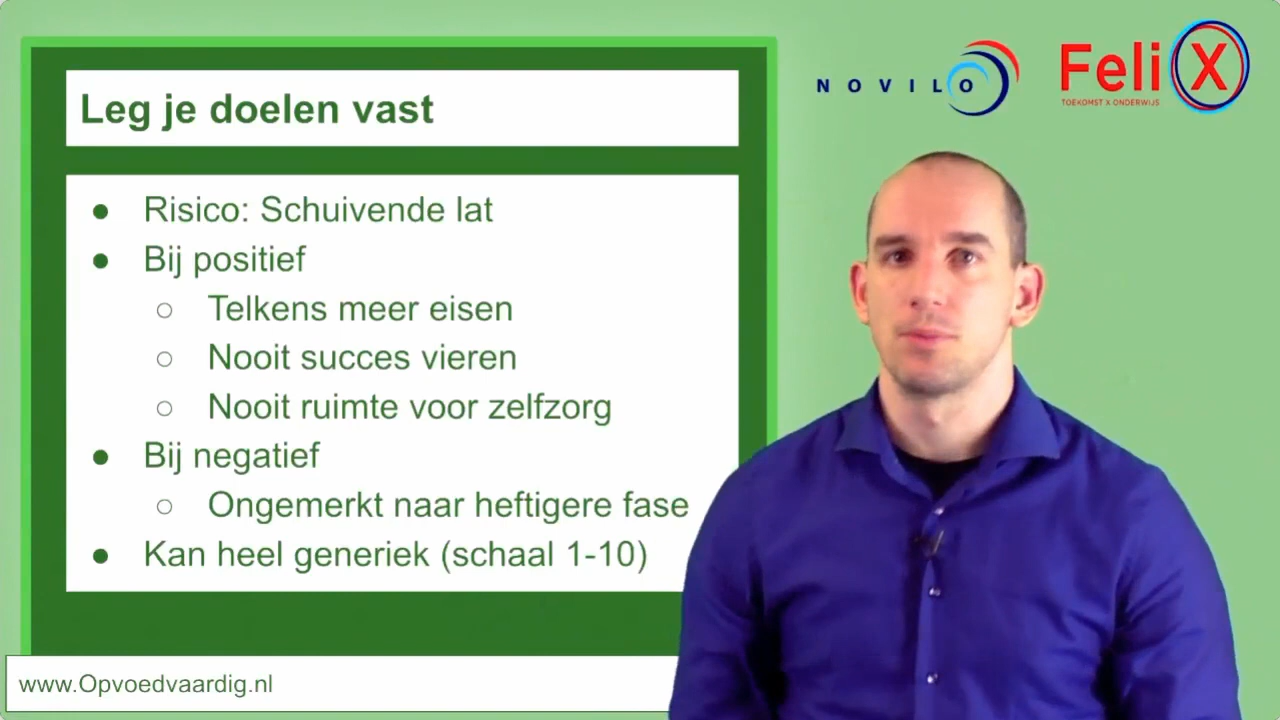 NOVILO
FeliX
TOEKOMST X ONDERWIJS
Leg je doelen vast
● Risico: Schuivende lat
● Bij positief
○ Telkens meer eisen
○ Nooit succes vieren
○ Nooit ruimte voor zelfzorg
● Bij negatief
○ Ongemerkt naar heftigere fase
● Kan heel generiek (schaal 1-10)
www.Opvoedvaardig.nl